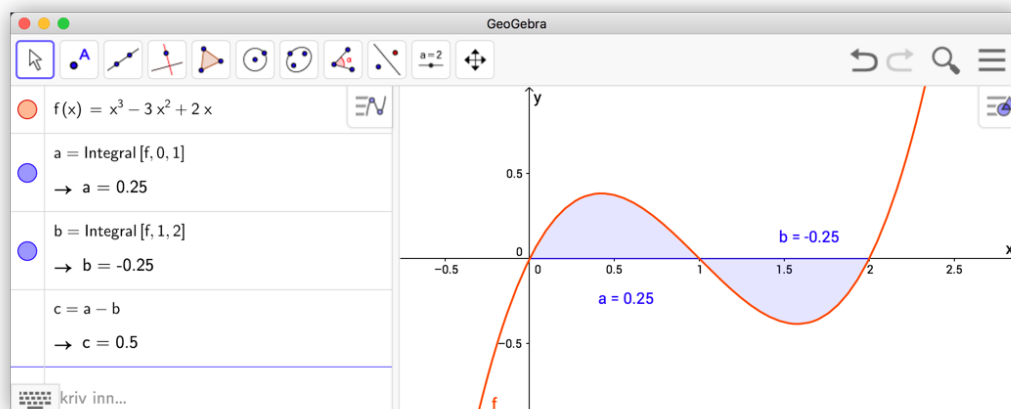 GeoGebra
A
α
a=2
f(x) = x³ − 3 x² + 2 x
a = Integral [f, 0, 1]
→ a = 0.25
b = Integral [f, 1, 2]
→ b = -0.25
c = a − b
→ c = 0.5
kriv inn...
y
0.5
b = -0.25
0
x
−0.5
0
0.5
1
1.5
2
2.5
a = 0.25
−0.5
f